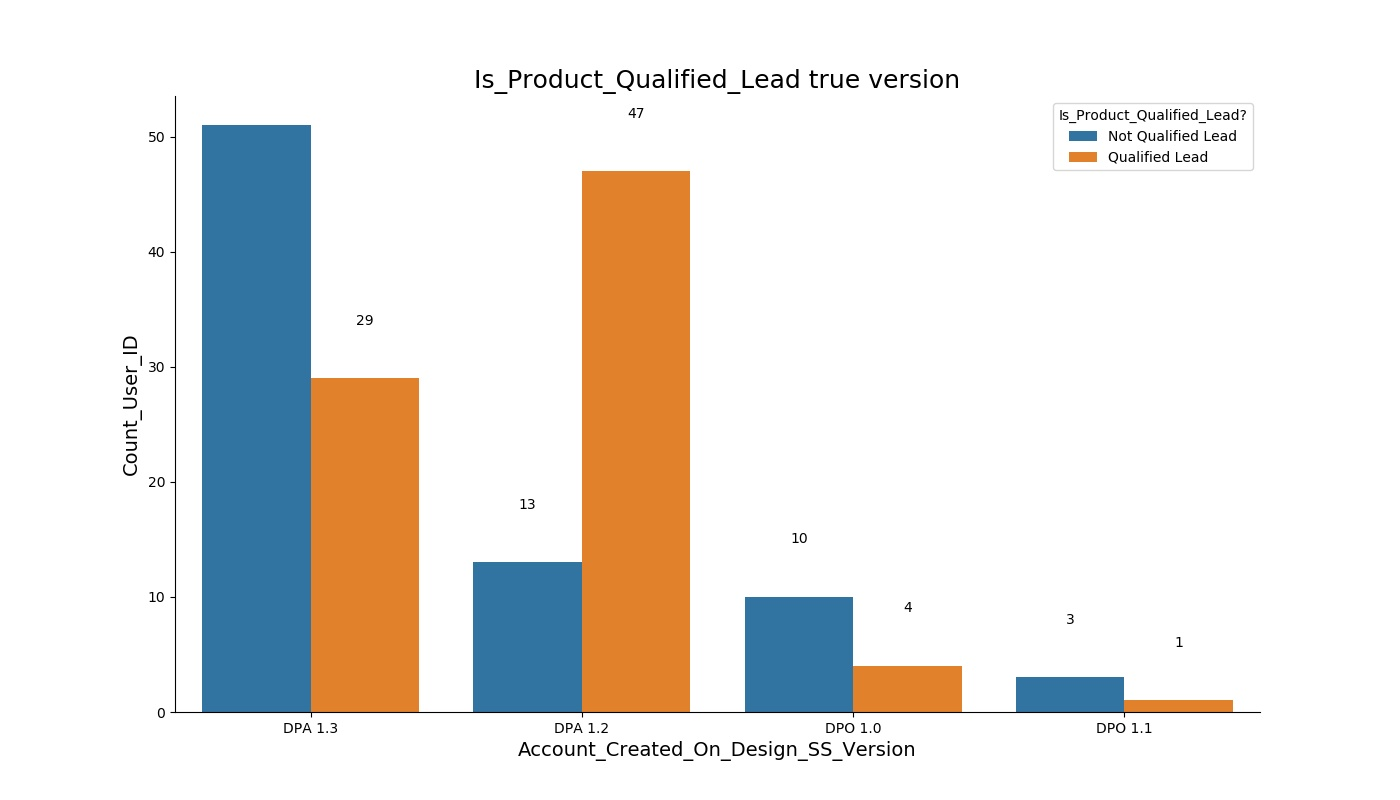 Is_Product_Qualified_Lead true version
47
Is_Product_Qualified_Lead?
Not Qualified Lead
Qualified Lead
50
40
29
30
20
13
10
10
4
3
1
0
Count_User_ID
DPA 1.3
DPA 1.2
DPO 1.0
DPO 1.1
Account_Created_On_Design_SS_Version